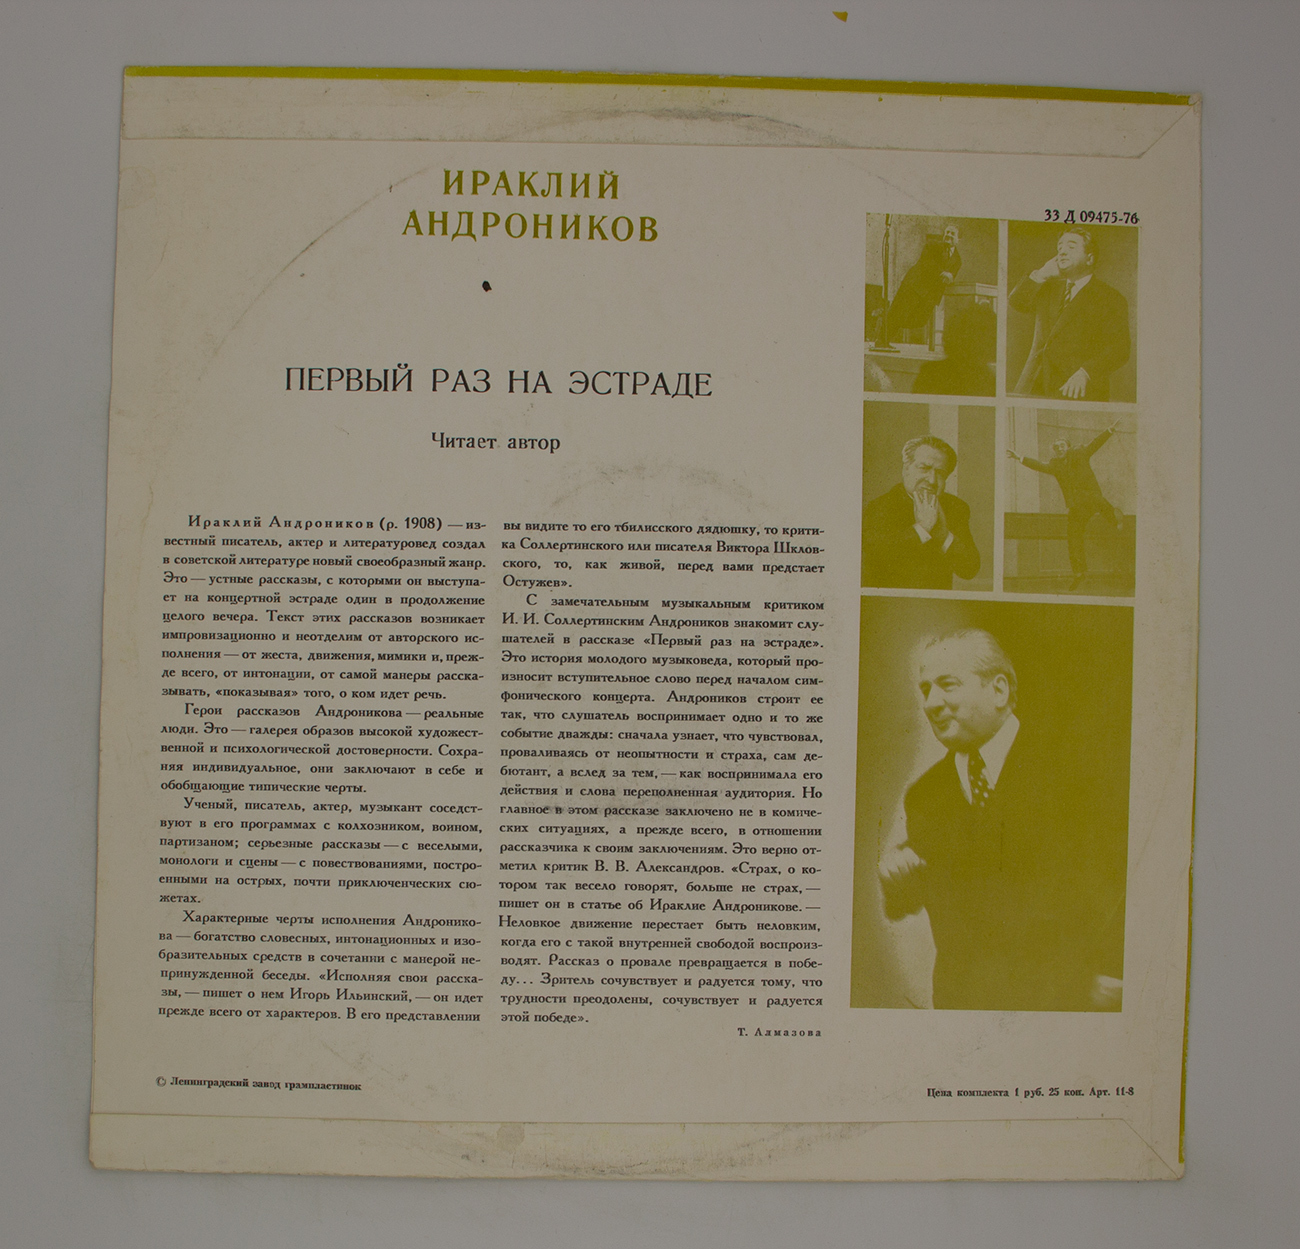 ИРАКЛИЙ
АНДРОНИКОВ
33 Д 09475-76
ПЕРВЫЙ РАЗ НА ЭСТРАДЕ
Читает автор
Ираклий Андроников (р. 1908) — из-
вестный писатель, актер и литературовед создал
в советской литературе новый своеобразный жанр.
Это — устные рассказы, с которыми он выступа-
ет на концертной эстраде один в продолжение
целого вечера. Текст этих рассказов возникает
импровизационно и неотделим от авторского ис-
полнения — от жеста, движения, мимики и, преж-
де всего, от интонации, от самой манеры расска-
зывать, «показывая» того, о ком идет речь.
Герои рассказов Андроникова — реальные
люди. Это — галерея образов высокой художест-
венной и психологической достоверности. Сохра-
няя индивидуальное, они заключают в себе и
обобщающие типические черты.
Ученый, писатель, актер, музыкант соседст-
вуют в его программах с колхозником, воином,
партизаном; серьезные рассказы — с веселыми,
монологи и сцены — с повествованиями, постро-
енными на острых, почти приключенческих сю-
жетах.
Характерные черты исполнения Андронико-
ва — богатство словесных, интонационных и изо-
бразительных средств в сочетании с манерой не-
принужденной беседы. «Исполняя свои расска-
зы, — пишет о нем Игорь Ильинский, — он идет
прежде всего от характеров. В его представлении
вы видите то его тбилисского дядюшку, то крити-
ка Соллертинского или писателя Виктора Шклов-
ского, то, как живой, перед вами предстает
Остужев».
С замечательным музыкальным критиком
И. И. Соллертинским Андроников знакомит слу-
шателей в рассказе «Первый раз на эстраде».
Это история молодого музыковеда, который про-
износит вступительное слово перед началом сим-
фонического концерта. Андроников строит ее
так, что слушатель воспринимает одно и то же
событие дважды: сначала узнает, что чувствовал,
проваливаясь от неопытности и страха, сам де-
бютант, а вслед за тем, — как воспринимала его
действия и слова переполненная аудитория. Но
главное в этом рассказе заключено не в комиче-
ских ситуациях, а прежде всего, в отношении
рассказчика к своим заключениям. Это верно от-
метил критик В. В. Александров. «Страх, о ко-
тором так весело говорят, больше не страх, —
пишет он в статье об Ираклие Андроникове. —
Неловкое движение перестает быть неловким,
когда его с такой внутренней свободой воспроиз-
водят. Рассказ о провале превращается в побе-
ду... Зритель сочувствует и радуется тому, что
трудности преодолены, сочувствует и радуется
этой победе».
Т. Алмазова
© Ленинградский завод грампластинок
Цена комплекта 1 руб. 25 коп. Арт. 11-8